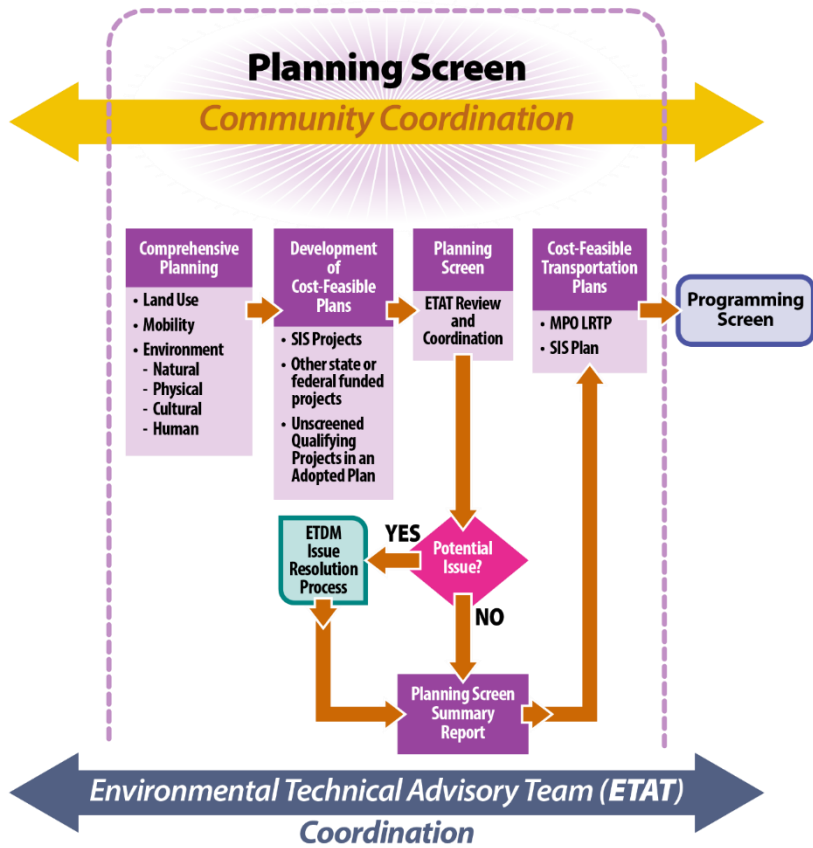 Planning Screen
Community Coordination
Comprehensive
Planning
• Land Use
• Mobility
• Environment
- Natural
- Physical
- Cultural
- Human
Development
of
Cost-Feasible
Plans
• SIS Projects
• Other state or
federal funded
projects
• Unscreened
Qualifying
Projects in an
Adopted Plan
Planning
Screen
ETAT Review
and
Coordination
Cost-Feasible
Transportation
Plans
• MPO LRTP
• SIS Plan
Programming
Screen
Potential
Issue?
YES
ETDM
Issue
Resolution
Process
NO
Planning Screen
Summary
Report
Environmental Technical Advisory Team (ETAT)
Coordination